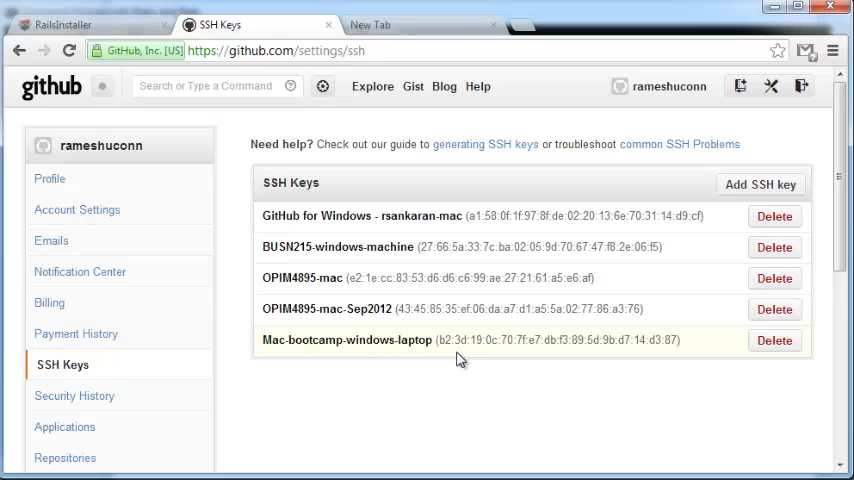 RailsInstaller
SSH Keys
New Tab
GitHub, Inc. [US]
https://github.com/settings/ssh
github
Search or Type a Command
Explore Gist Blog Help
rameshuconn
rameshuconn
Profile
Account Settings
Emails
Notification Center
Billing
Payment History
SSH Keys
Security History
Applications
Repositories
Need help? Check out our guide to generating SSH keys or troubleshoot common SSH Problems
SSH Keys
Add SSH key
GitHub for Windows - rsankaran-mac (a1:58:0f:1f:97:8f:de:02:20:13:6e:70:31:14:d9:cf)
Delete
BUSN215-windows-machine (27:66:5a:33:7c:ba:02:05:9d:70:67:47:f8:2e:06:f5)
Delete
OPIM4895-mac (e2:1e:cc:83:53:d6:d6:c6:99:ae:27:21:61:a5:e6:af)
Delete
OPIM4895-mac-Sep2012 (43:45:85:35:ef:06:da:a7:d1:a5:5a:02:77:86:a3:76)
Delete
Mac-bootcamp-windows-laptop (b2:3d:19:0c:70:7f:e7:db:f3:89:5d:9b:d7:14:d3:87)
Delete